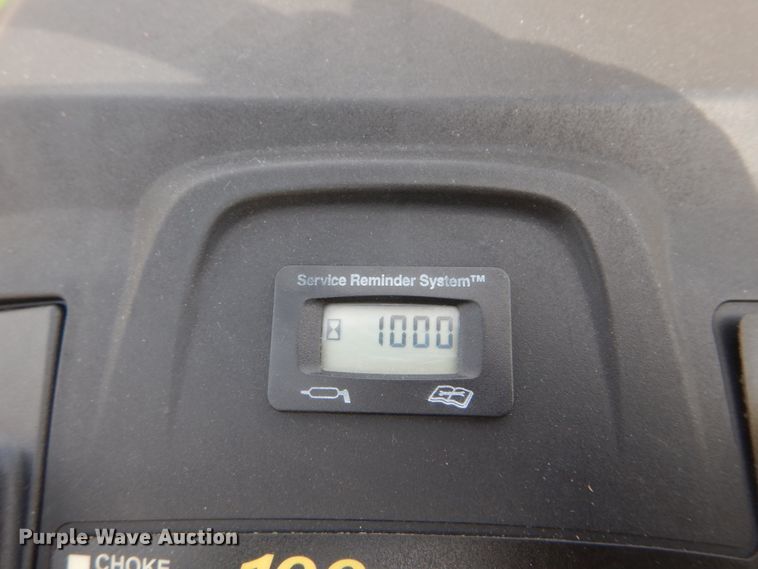 Service Reminder System™
1000
Purple Wave Auction®
CHOKE